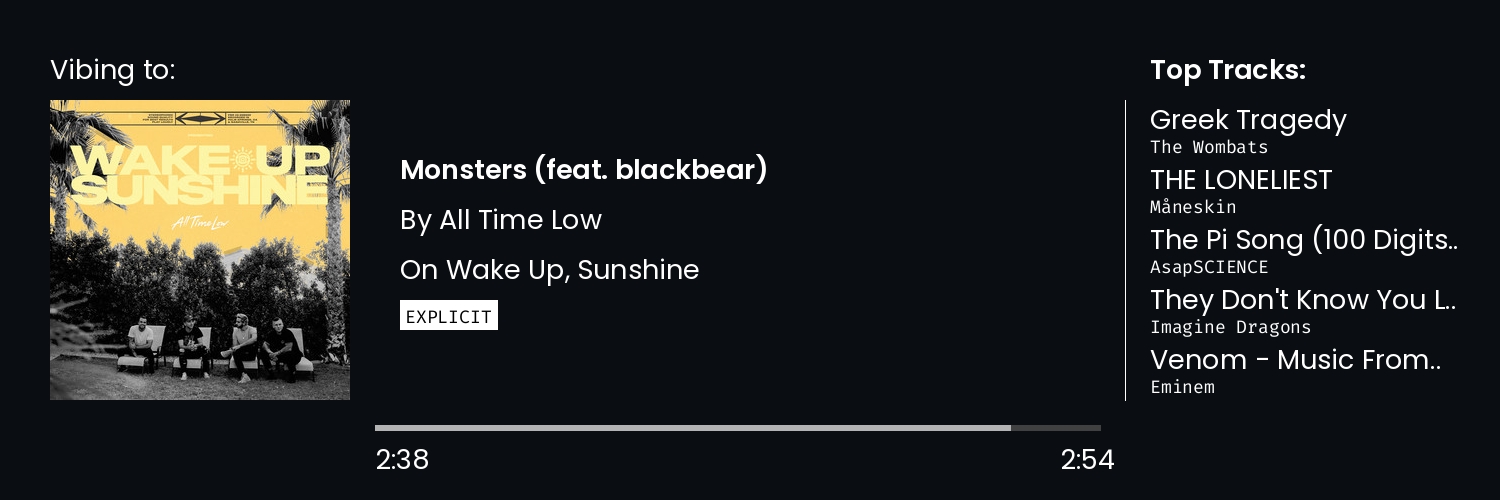 Vibing to:
WAKE UP
SUNSHINE
All Time Low
Monsters (feat. blackbear)
By All Time Low
On Wake Up, Sunshine
EXPLICIT
2:38
2:54
Top Tracks:
Greek Tragedy
The Wombats
THE LONELIEST
Måneskin
The Pi Song (100 Digits..
AsapSCIENCE
They Don't Know You L..
Imagine Dragons
Venom - Music From..
Eminem